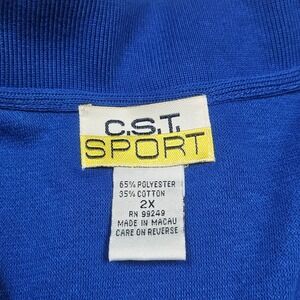 C.S.T.
SPORT
65% POLYESTER
35% COTTON
2X
RN 99249
MADE IN MACAU
CARE ON REVERSE